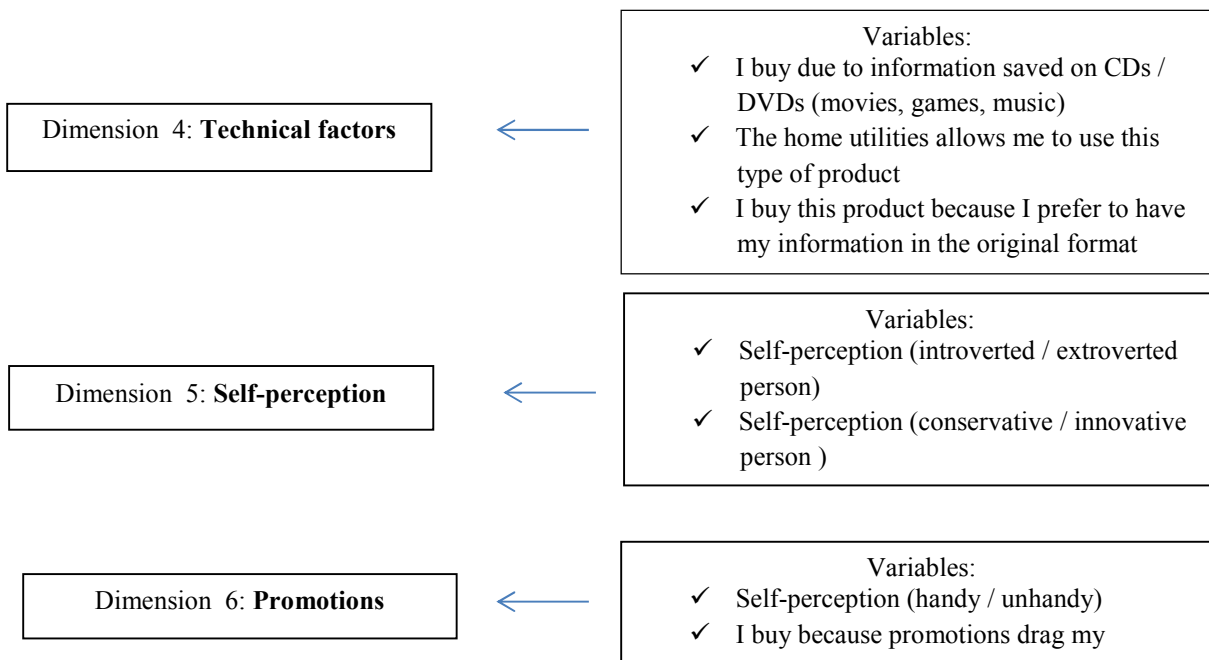 Variables:
✓ I buy due to information saved on CDs /
DVDs (movies, games, music)
✓ The home utilities allows me to use this
type of product
✓ I buy this product because I prefer to have
my information in the original format
Dimension 4: Technical factors
Variables:
✓ Self-perception (introverted / extroverted
person)
✓ Self-perception (conservative / innovative
person )
Dimension 5: Self-perception
Variables:
✓ Self-perception (handy / unhandy)
✓ I buy because promotions drag my
Dimension 6: Promotions